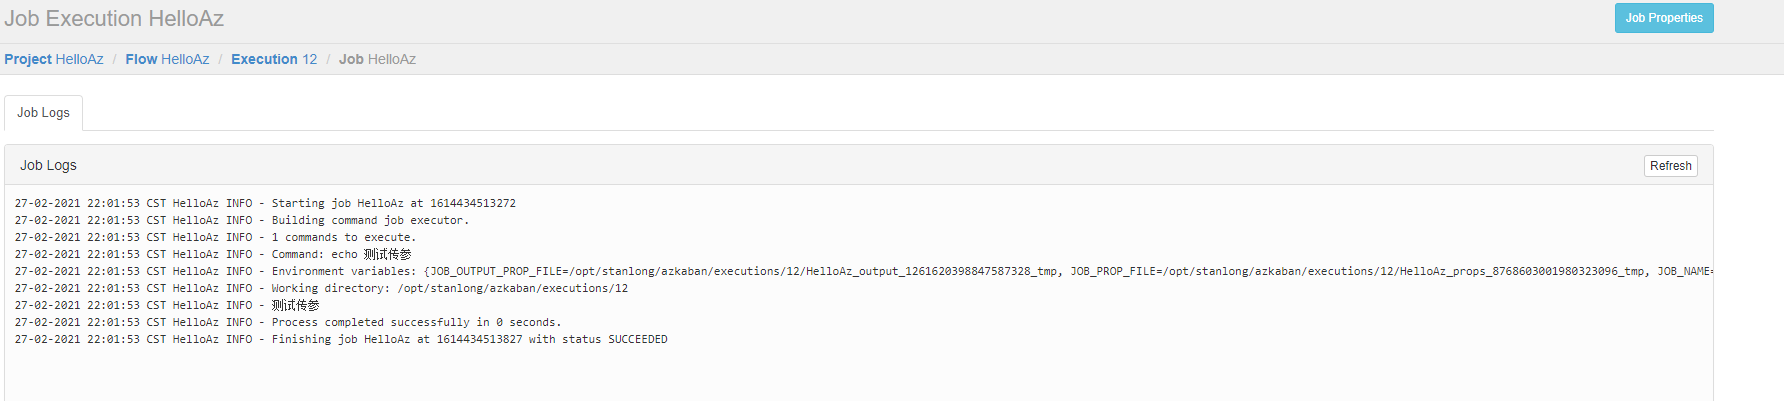 Job Execution HelloAz
Job Properties
Project HelloAz / Flow HelloAz / Execution 12 / Job HelloAz
Job Logs
Job Logs
Refresh
27-02-2021 22:01:53 CST HelloAz INFO - Starting job HelloAz at 1614434513272
27-02-2021 22:01:53 CST HelloAz INFO - Building command job executor.
27-02-2021 22:01:53 CST HelloAz INFO - 1 commands to execute.
27-02-2021 22:01:53 CST HelloAz INFO - Command: echo 测试传参
27-02-2021 22:01:53 CST HelloAz INFO - Environment variables: {JOB_OUTPUT_PROP_FILE=/opt/stanlong/azkaban/executions/12/HelloAz_output_1261620398847587328_tmp, JOB_PROP_FILE=/opt/stanlong/azkaban/executions/12/HelloAz_props_8768603001980323096_tmp, JOB_NAME=
27-02-2021 22:01:53 CST HelloAz INFO - Working directory: /opt/stanlong/azkaban/executions/12
27-02-2021 22:01:53 CST HelloAz INFO - 测试传参
27-02-2021 22:01:53 CST HelloAz INFO - Process completed successfully in 0 seconds.
27-02-2021 22:01:53 CST HelloAz INFO - Finishing job HelloAz at 1614434513827 with status SUCCEEDED